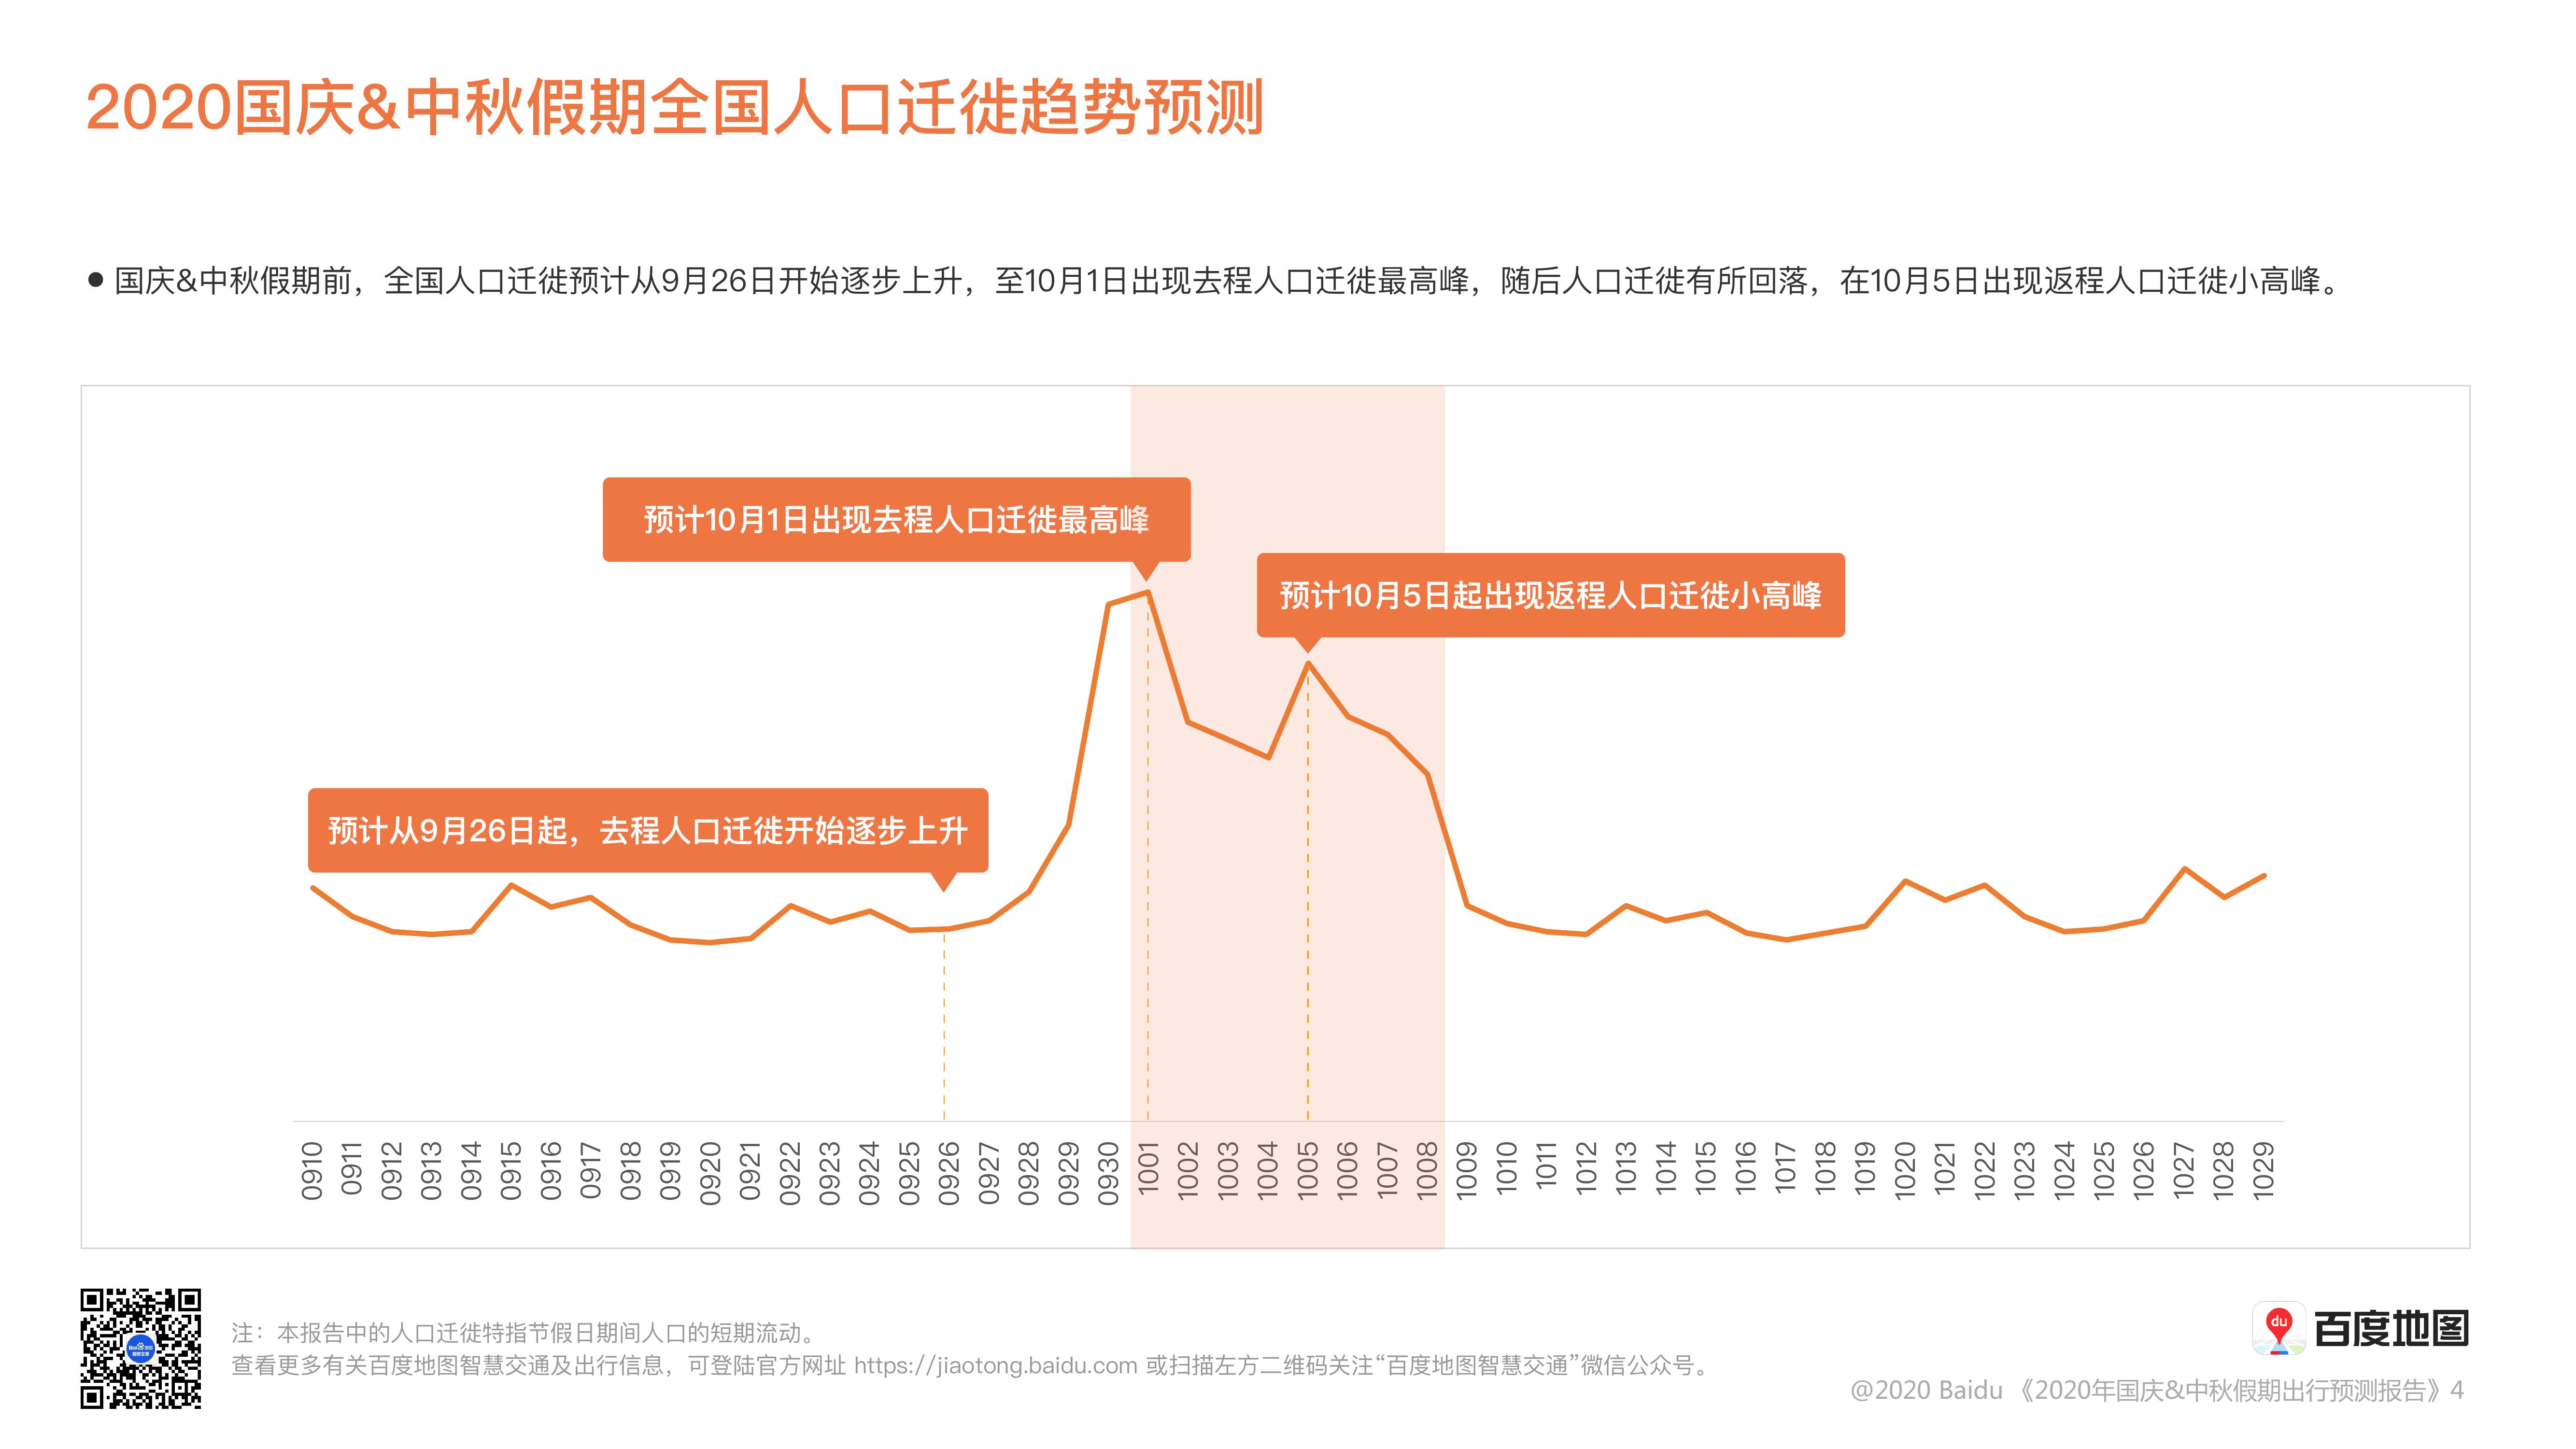 2020国庆&中秋假期全国人口迁徙趋势预测
● 国庆&中秋假期前，全国人口迁徙预计从9月26日开始逐步上升，至10月1日出现去程人口迁徙最高峰，随后人口迁徙有所回落，在10月5日出现返程人口迁徙小高峰。
预计10月1日出现去程人口迁徙最高峰
预计10月5日起出现返程人口迁徙小高峰
预计从9月26日起，去程人口迁徙开始逐步上升
0910 0911 0912 0913 0914 0915 0916 0917 0918 0919 0920 0921 0922 0923 0924 0925 0926 0927 0928 0929 0930 1001 1002 1003 1004 1005 1006 1007 1008 1009 1010 1011 1012 1013 1014 1015 1016 1017 1018 1019 1020 1021 1022 1023 1024 1025 1026 1027 1028 1029
注：本报告中的人口迁徙特指节假日期间人口的短期流动。
查看更多有关百度地图智慧交通及出行信息，可登陆官方网址 https://jiaotong.baidu.com 或扫描左方二维码关注“百度地图智慧交通”微信公众号。
du 百度地图
@2020 Baidu 《2020年国庆&中秋假期出行预测报告》4